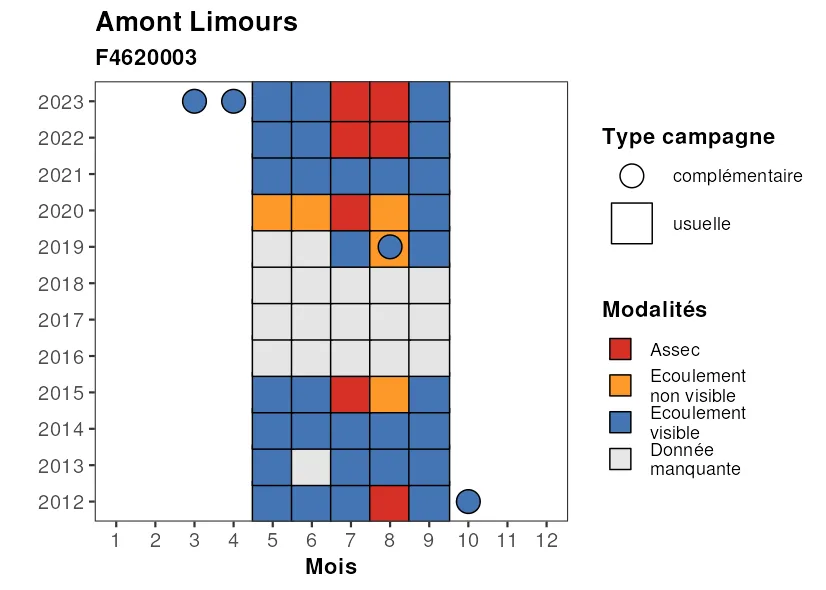 Amont Limours
F4620003
2023
2022
2021
2020
2019
2018
2017
2016
2015
2014
2013
2012
1 2 3 4 5 6 7 8 9 10 11 12
Mois
Type campagne
complémentaire
usuelle
Modalités
Assec
Ecoulement
non visible
Ecoulement
visible
Donnée
manquante